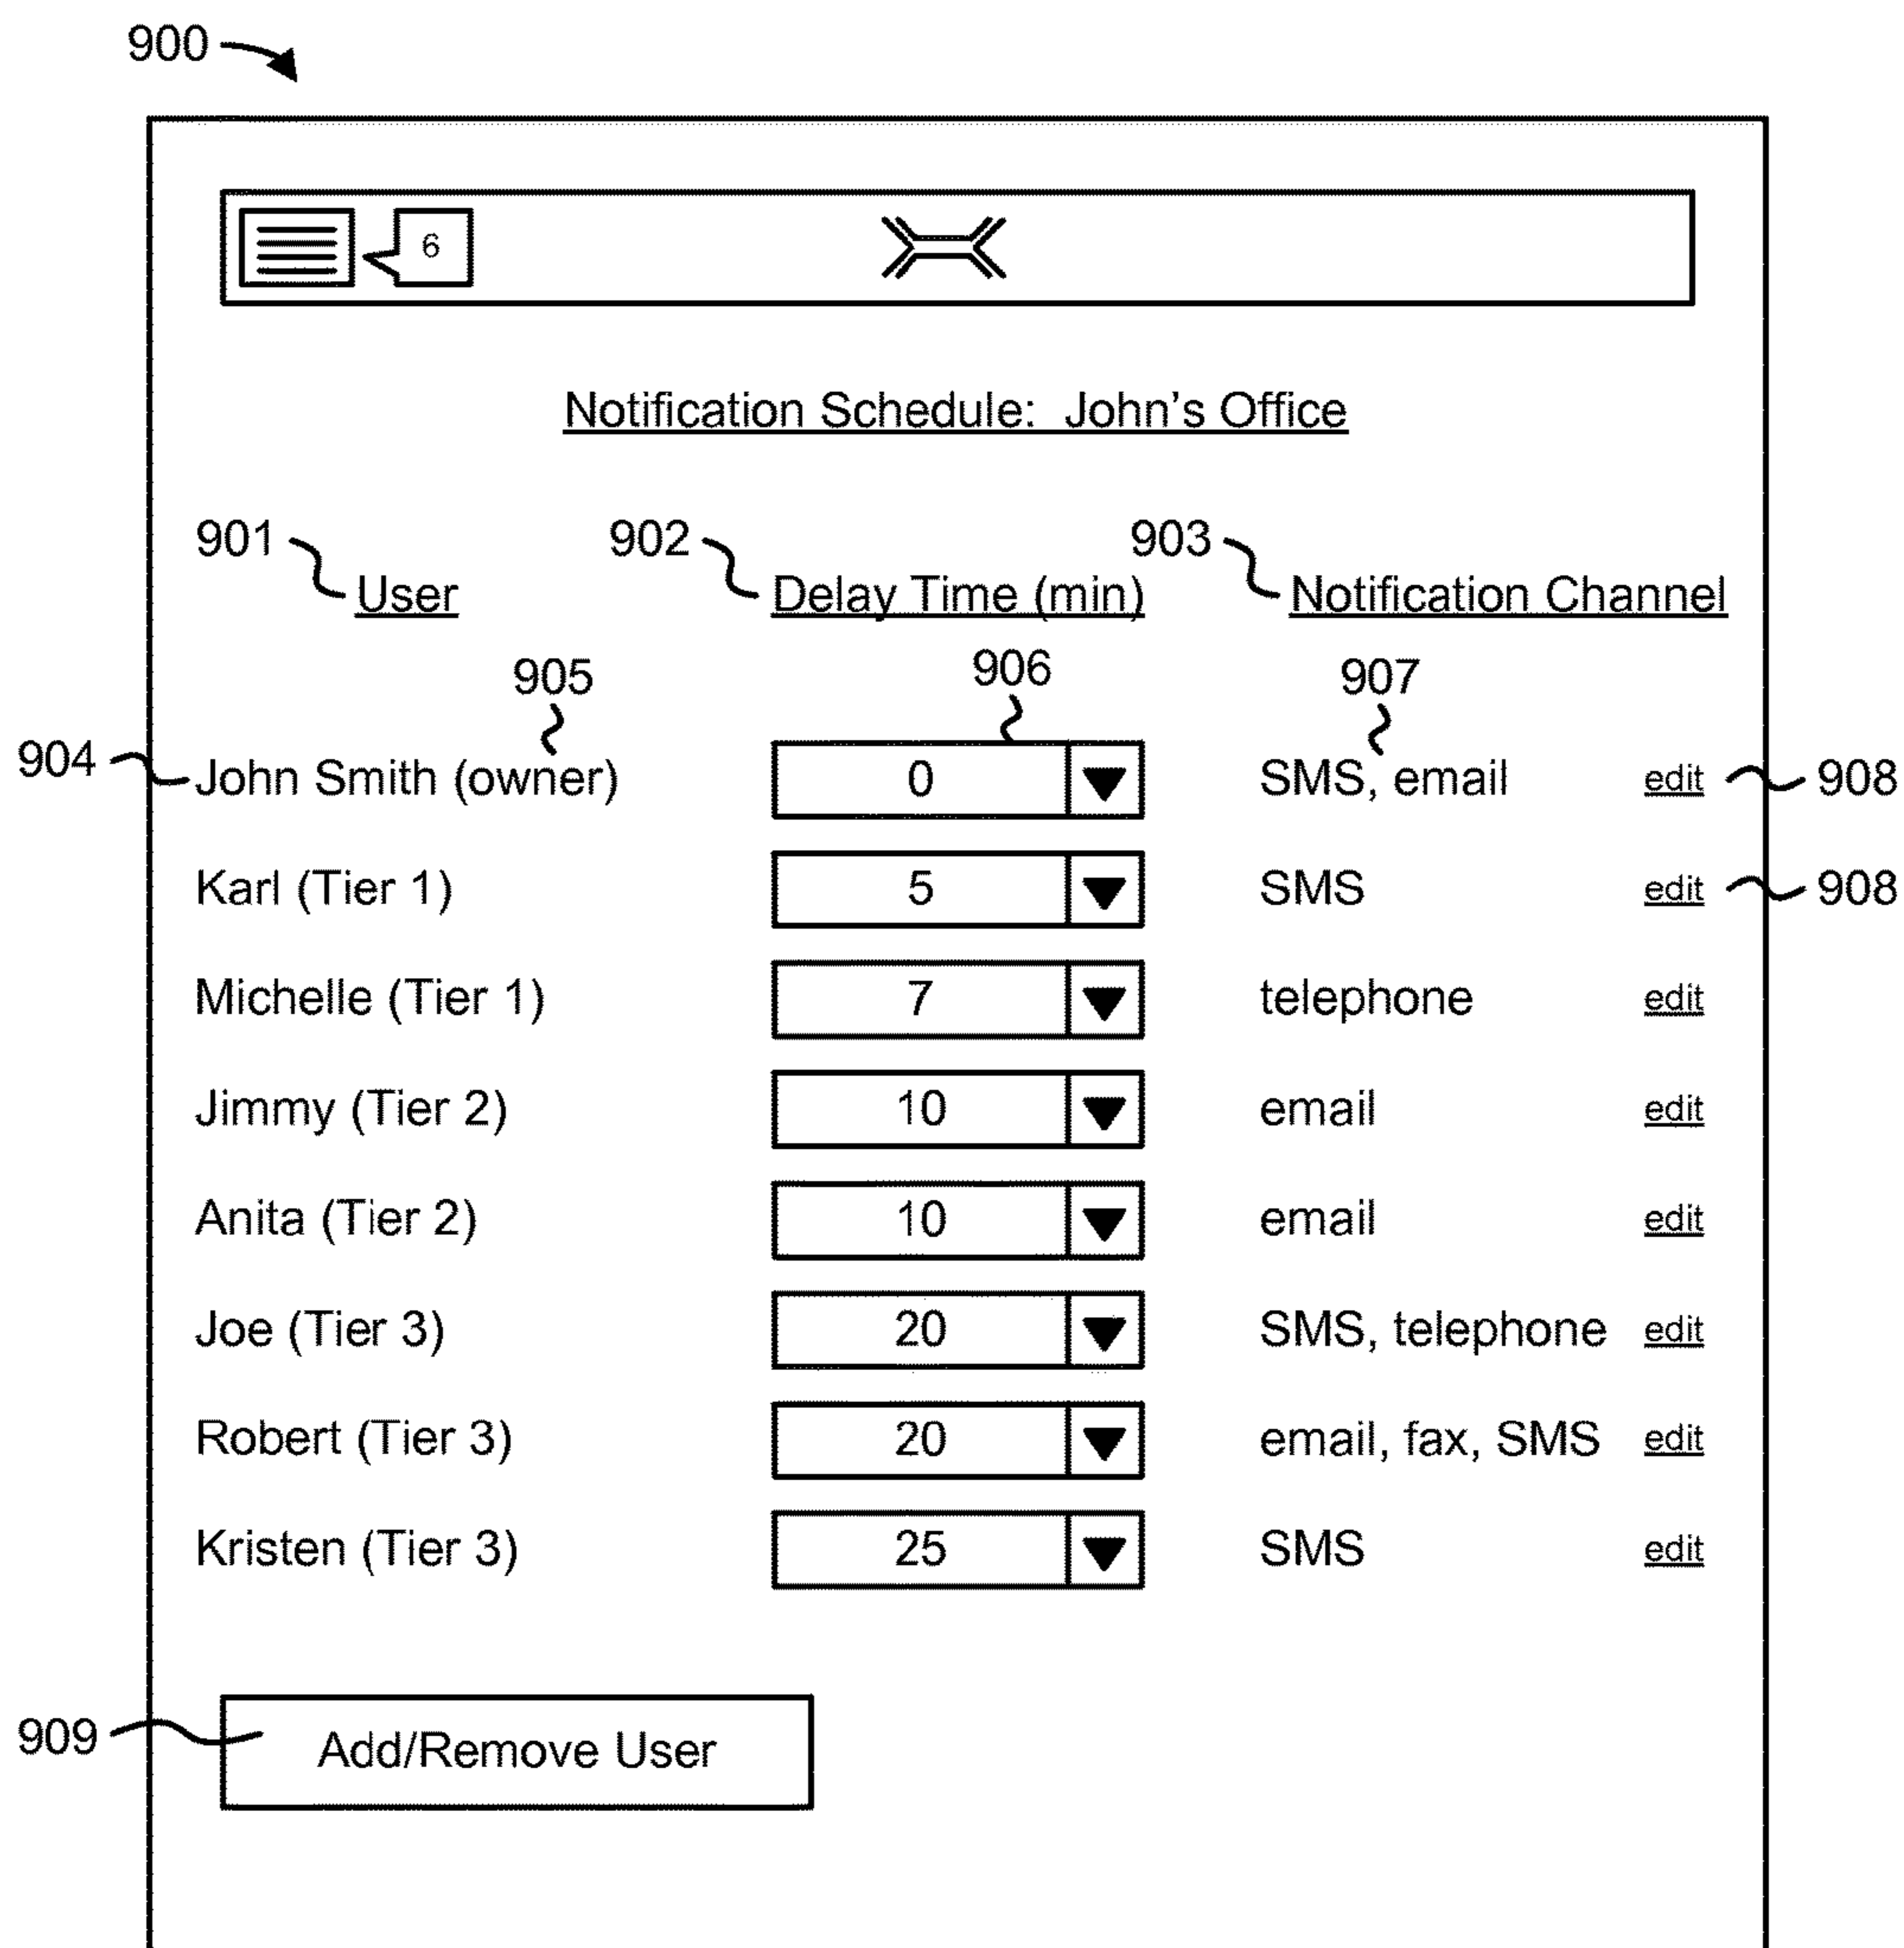 900
6
Notification Schedule: John's Office
901 902 903
User Delay Time (min) Notification Channel
905 906 907
904 John Smith (owner) 0 SMS, email edit 908
Karl (Tier 1) 5 SMS edit 908
Michelle (Tier 1) 7 telephone edit
Jimmy (Tier 2) 10 email edit
Anita (Tier 2) 10 email edit
Joe (Tier 3) 20 SMS, telephone edit
Robert (Tier 3) 20 email, fax, SMS edit
Kristen (Tier 3) 25 SMS edit
909 Add/Remove User